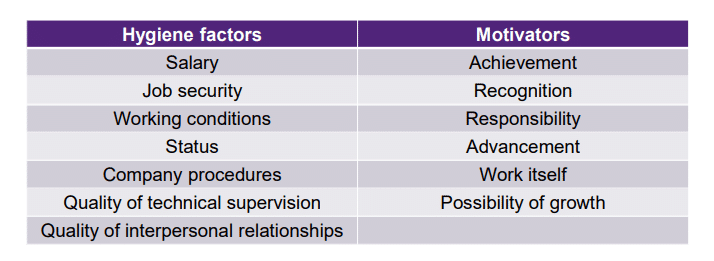 Hygiene factors Motivators
Salary Achievement
Job security Recognition
Working conditions Responsibility
Status Advancement
Company procedures Work itself
Quality of technical supervision Possibility of growth
Quality of interpersonal relationships